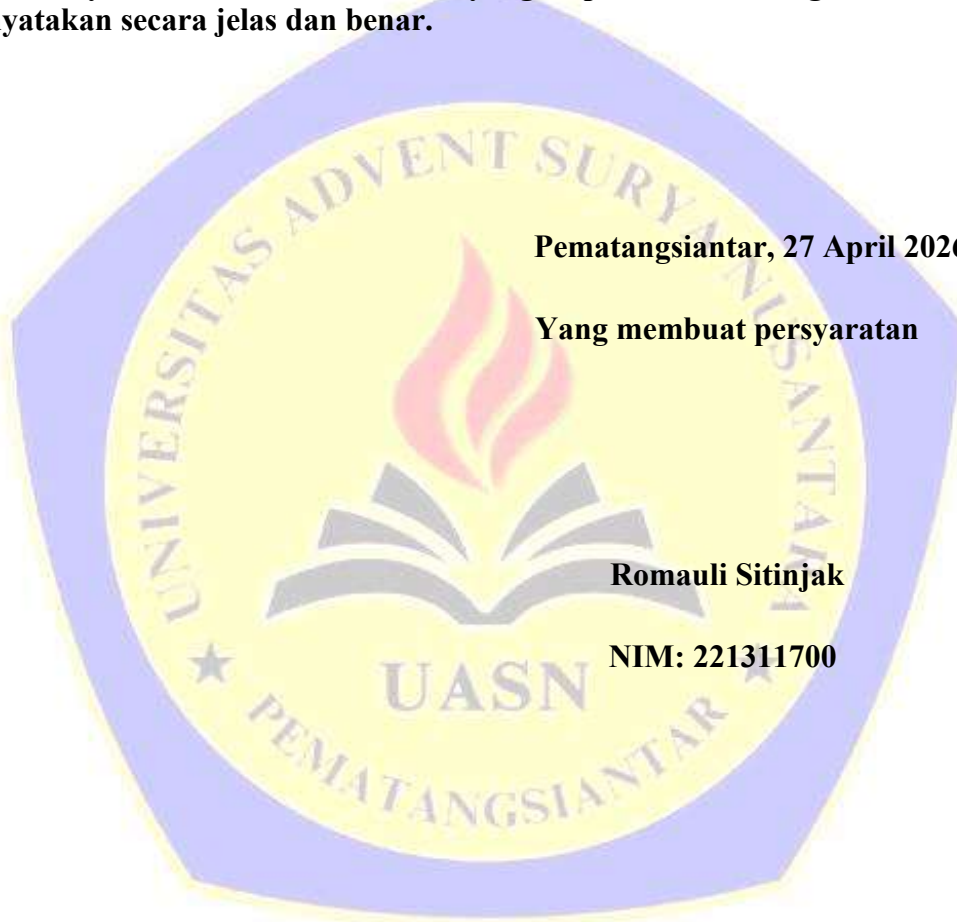 nyatakan secara jelas dan benar.
UNIVERSITAS ADVENT SURYA NUSANTARA
Pematangsiantar, 27 April 2026
Yang membuat persyaratan
Romauli Sitinjak
NIM: 221311700
UASN
PEMATANGSIANTAR